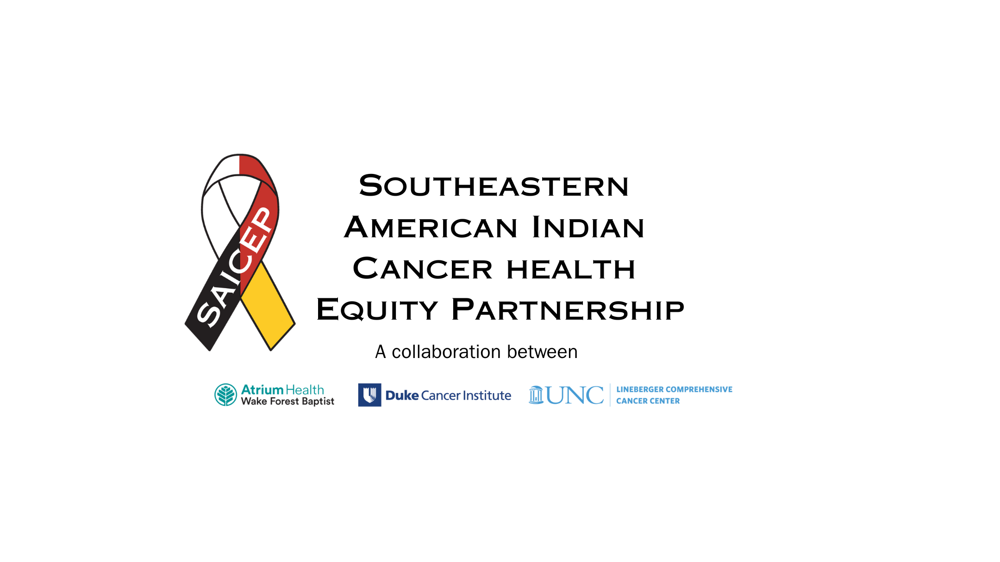 SAICEP
SOUTHEASTERN
AMERICAN INDIAN
CANCER HEALTH
EQUITY PARTNERSHIP
A collaboration between
Atrium Health
Wake Forest Baptist
Duke Cancer Institute
UNC
LINEBERGER COMPREHENSIVE
CANCER CENTER